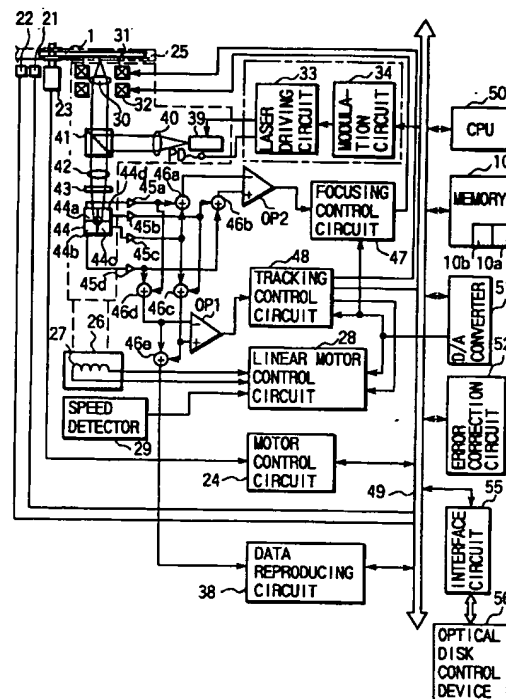 22 21 1 31 25
23
32 30
33 34
LASER
DRIVING
CIRCUIT
MODULA-
TION
CIRCUIT
50
CPU
41 40 39
PD
42
43
44d 45a 46a
44a
44 45b 46b
44b 44c 45c
45d
OP2
FOCUSING
CONTROL
CIRCUIT
47
MEMORY
10b 10a
46d 46c
OP1
48
TRACKING
CONTROL
CIRCUIT
D/A
CONVERTER
27 26
46e
28
LINEAR MOTOR
CONTROL
CIRCUIT
ERROR
CORRECTION
CIRCUIT
SPEED
DETECTOR
29
MOTOR
CONTROL
CIRCUIT
24
49
55
INTERFACE
CIRCUIT
DATA
REPRODUCING
CIRCUIT
38
56
OPTICAL
DISK
CONTROL
DEVICE